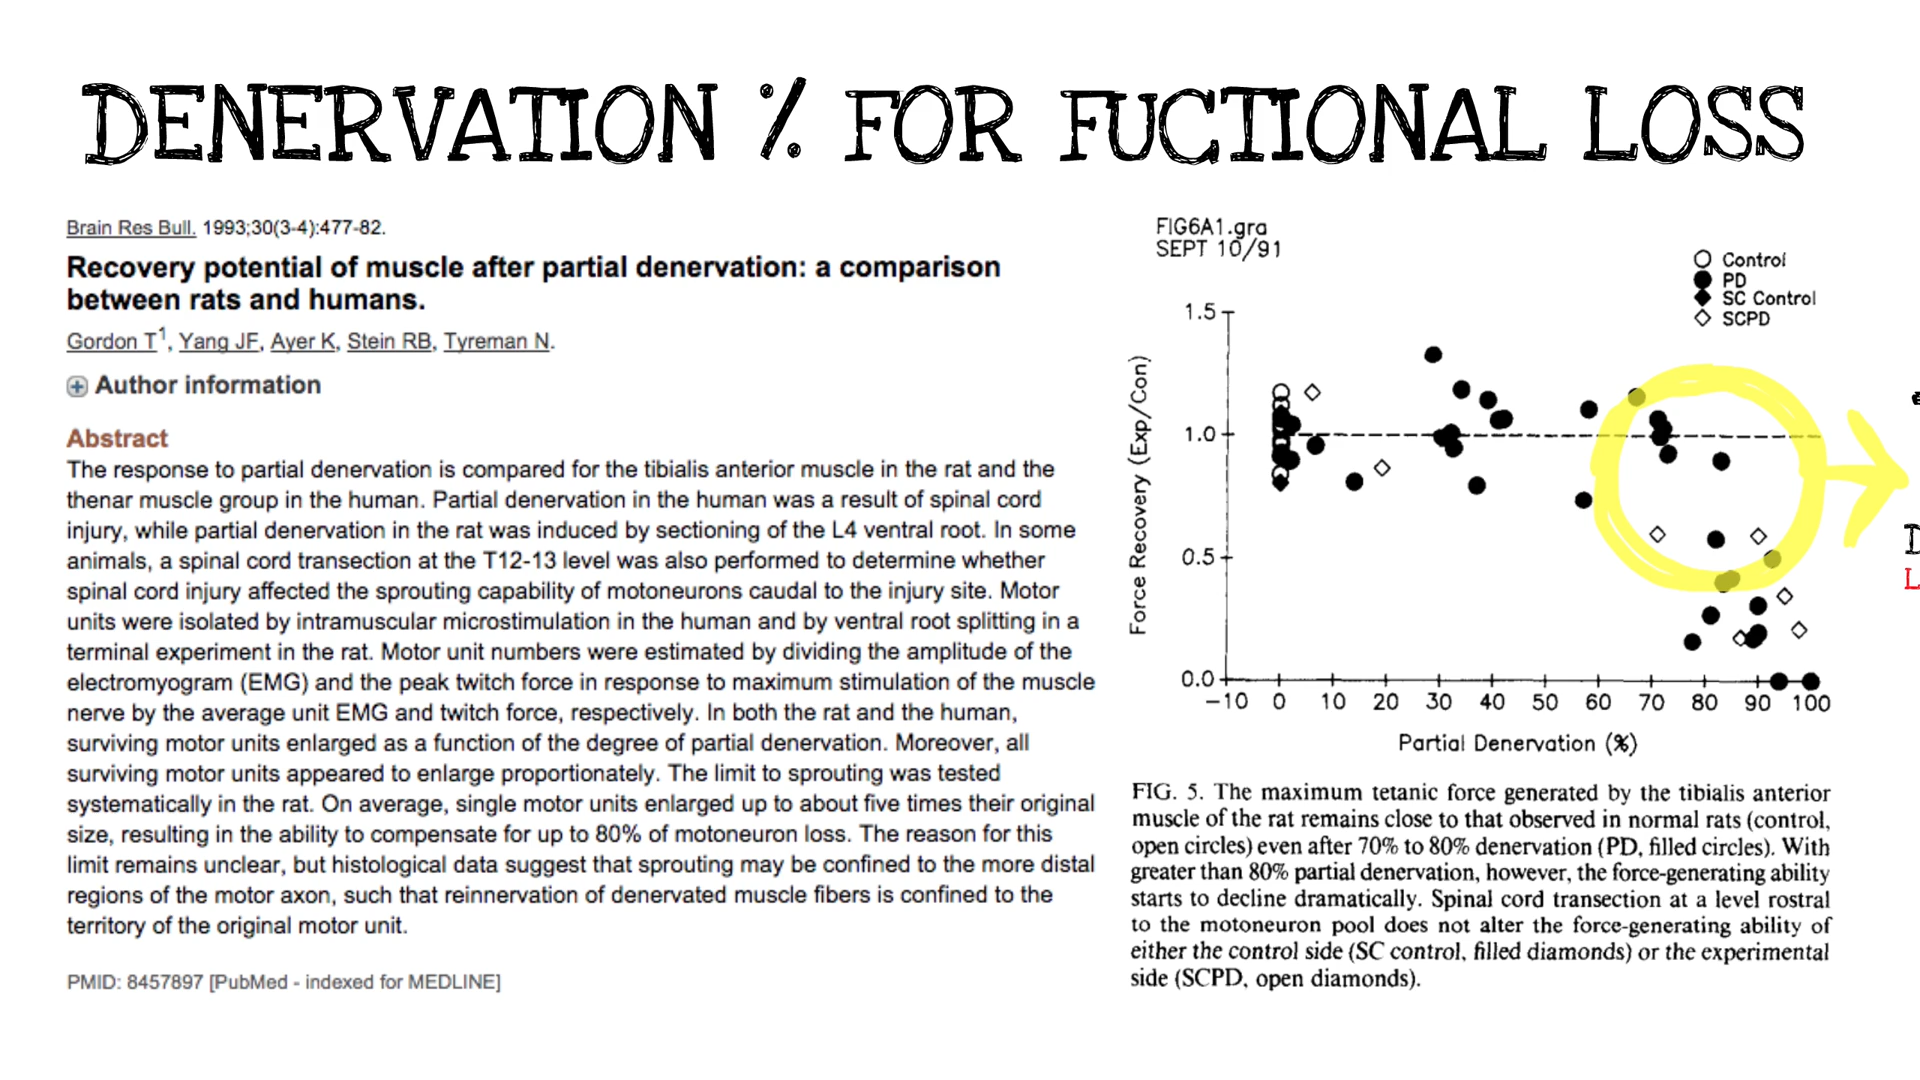 DENERVATION % FOR FUCTIONAL LOSS
Brain Res Bull. 1993;30(3-4):477-82.
Recovery potential of muscle after partial denervation: a comparison
between rats and humans.
Gordon T1, Yang JF, Ayer K, Stein RB, Tyreman N.
Author information
Abstract
The response to partial denervation is compared for the tibialis anterior muscle in the rat and the
thenar muscle group in the human. Partial denervation in the human was a result of spinal cord
injury, while partial denervation in the rat was induced by sectioning of the L4 ventral root. In some
animals, a spinal cord transection at the T12-13 level was also performed to determine whether
spinal cord injury affected the sprouting capability of motoneurons caudal to the injury site. Motor
units were isolated by intramuscular microstimulation in the human and by ventral root splitting in a
terminal experiment in the rat. Motor unit numbers were estimated by dividing the amplitude of the
electromyogram (EMG) and the peak twitch force in response to maximum stimulation of the muscle
nerve by the average unit EMG and twitch force, respectively. In both the rat and the human,
surviving motor units enlarged as a function of the degree of partial denervation. Moreover, all
surviving motor units appeared to enlarge proportionately. The limit to sprouting was tested
systematically in the rat. On average, single motor units enlarged up to about five times their original
size, resulting in the ability to compensate for up to 80% of motoneuron loss. The reason for this
limit remains unclear, but histological data suggest that sprouting may be confined to the more distal
regions of the motor axon, such that reinnervation of denervated muscle fibers is confined to the
territory of the original motor unit.
PMID: 8457897 [PubMed - indexed for MEDLINE]
FIG6A1.gra
SEPT 10/91
Control
PD
SC Control
SCPD
Force Recovery (Exp/Con)
1.5
1.0
0.5
0.0
-10 0 10 20 30 40 50 60 70 80 90 100
Partial Denervation (%)
FIG. 5. The maximum tetanic force generated by the tibialis anterior
muscle of the rat remains close to that observed in normal rats (control,
open circles) even after 70% to 80% denervation (PD, filled circles). With
greater than 80% partial denervation, however, the force-generating ability
starts to decline dramatically. Spinal cord transection at a level rostral
to the motoneuron pool does not alter the force-generating ability of
either the control side (SC control, filled diamonds) or the experimental
side (SCPD, open diamonds).